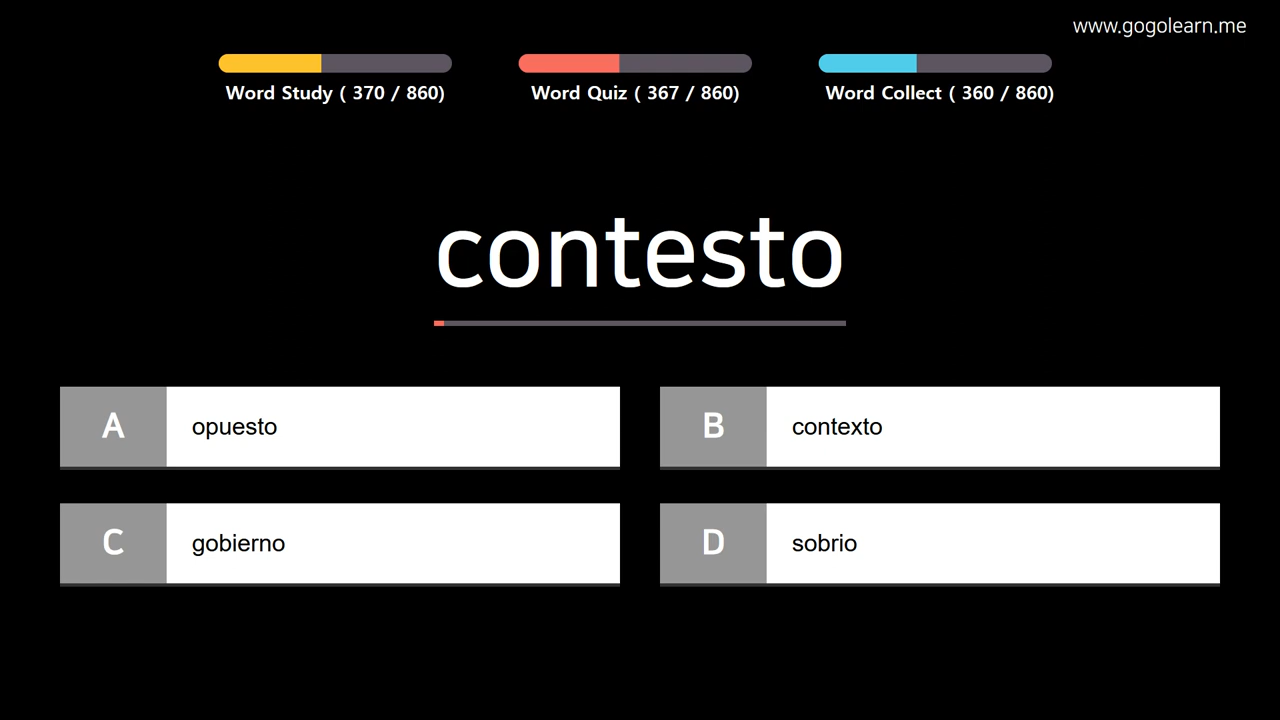 www.gogolearn.me
Word Study ( 370 / 860)
Word Quiz ( 367 / 860)
Word Collect ( 360 / 860)
contesto
A opuesto
B contexto
C gobierno
D sobrio